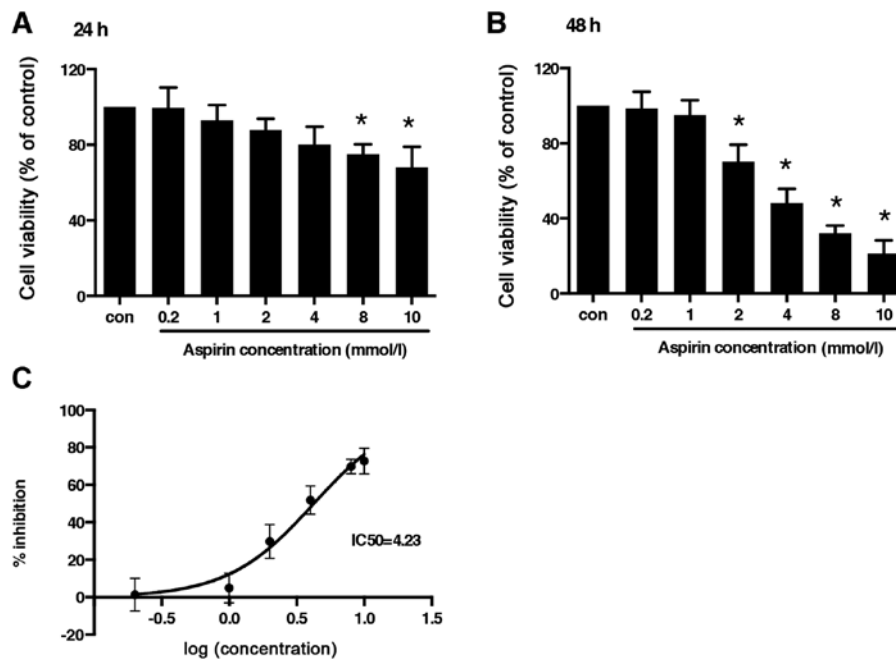 A
24 h
Cell viability (% of control)
120
80
40
0
* *
con 0.2 1 2 4 8 10
Aspirin concentration (mmol/l)
B
48 h
Cell viability (% of control)
120
80
40
0
* * * *
con 0.2 1 2 4 8 10
Aspirin concentration (mmol/l)
C
% inhibition
100
80
60
40
20
0
-20
IC50=4.23
-0.5 0.0 0.5 1.0 1.5
log (concentration)